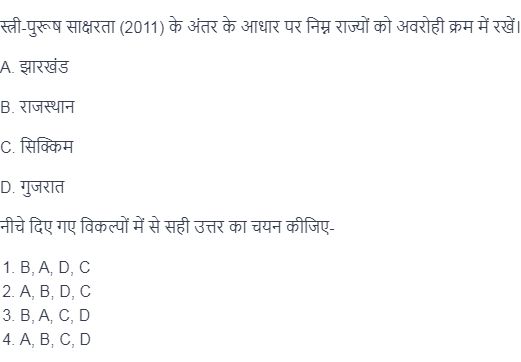 स्त्री-पुरूष साक्षरता (2011) के अंतर के आधार पर निम्न राज्यों को अवरोही क्रम में रखें।
A. झारखंड
B. राजस्थान
C. सिक्किम
D. गुजरात
नीचे दिए गए विकल्पों में से सही उत्तर का चयन कीजिए-
1. B, A, D, C
2. A, B, D, C
3. B, A, C, D
4. A, B, C, D